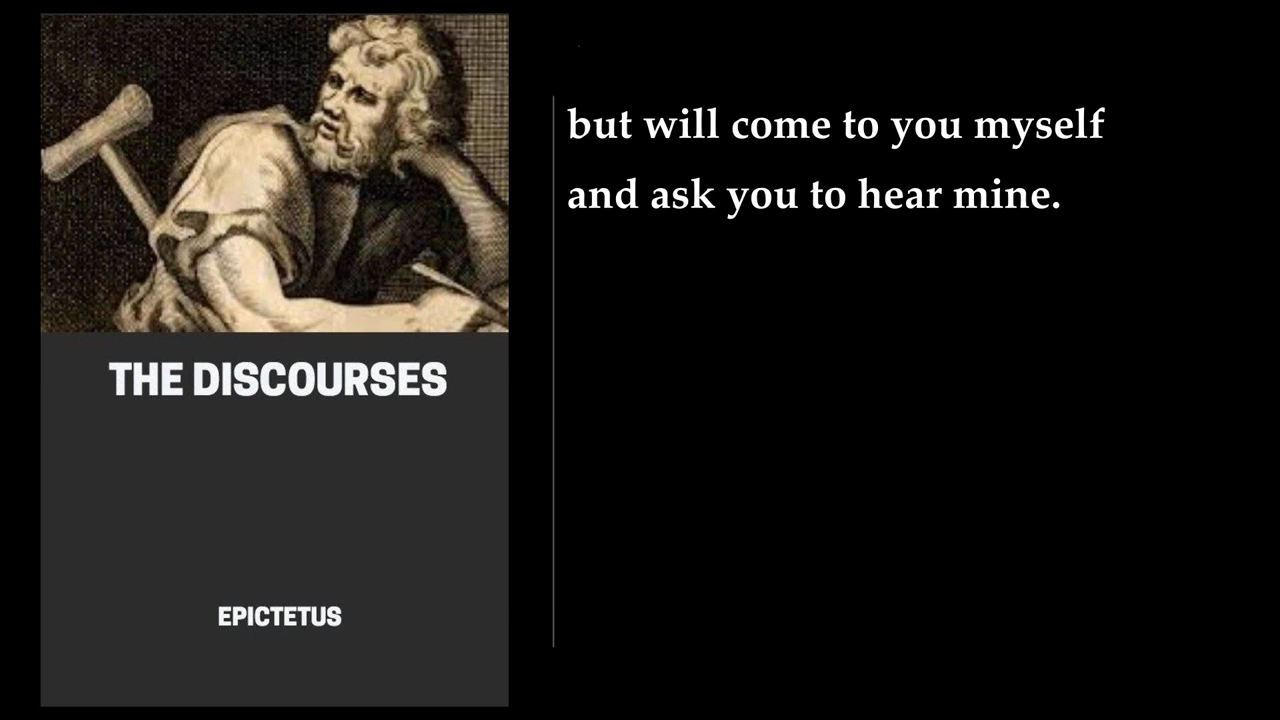 THE DISCOURSES
EPICTETUS
but will come to you myself
and ask you to hear mine.